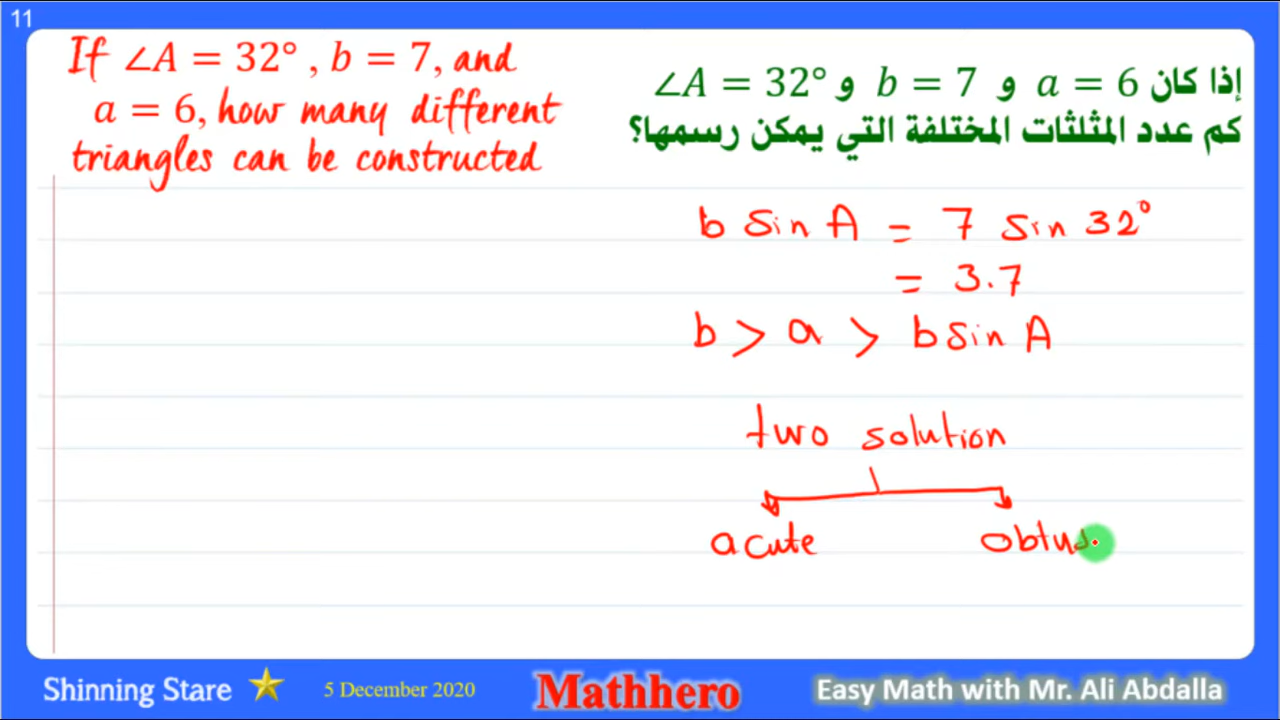 11
If ∠A = 32° , b = 7, and
a = 6, how many different
triangles can be constructed
إذا كان a = 6 و b = 7 و ∠A = 32°
كم عدد المثلثات المختلفة التي يمكن رسمها؟
b sin A = 7 sin 32°
= 3.7
b > a > b sin A
two solution
acute obtus
Shinning Stare
5 December 2020
Mathhero
Easy Math with Mr. Ali Abdalla